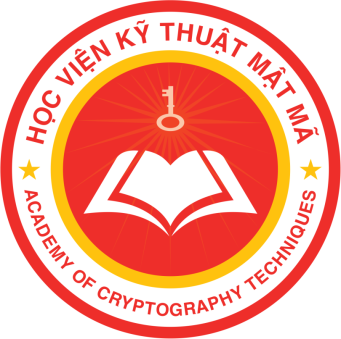 HỌC VIỆN KỸ THUẬT MẬT MÃ
ACADEMY OF CRYPTOGRAPHY TECHNIQUES